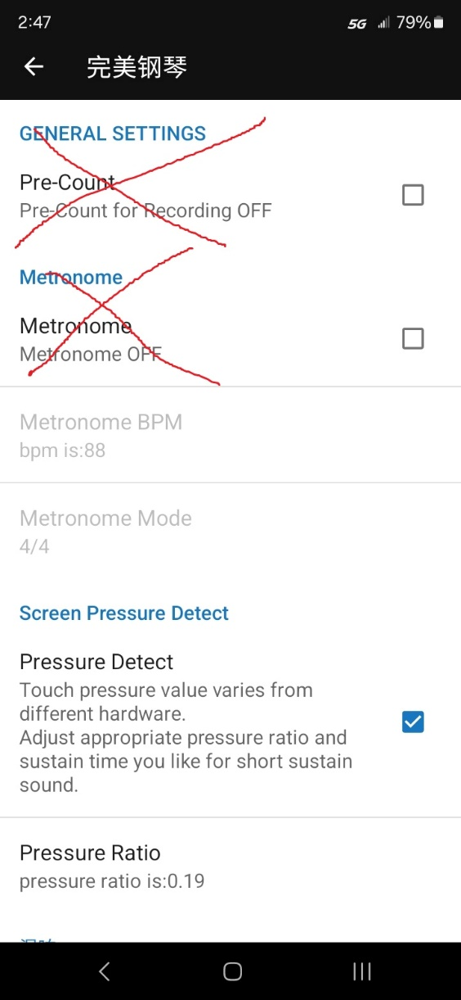 2:47
5G 79%
完美钢琴
GENERAL SETTINGS
Pre-Count
Pre-Count for Recording OFF
Metronome
Metronome
Metronome OFF
Metronome BPM
bpm is:88
Metronome Mode
4/4
Screen Pressure Detect
Pressure Detect
Touch pressure value varies from
different hardware.
Adjust appropriate pressure ratio and
sustain time you like for short sustain
sound.
Pressure Ratio
pressure ratio is:0.19